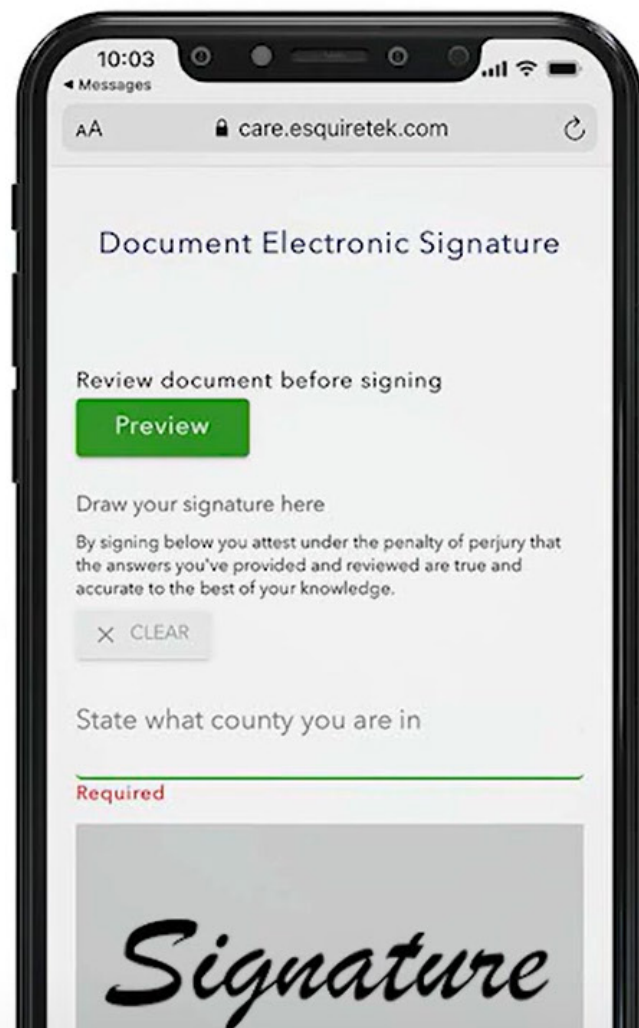 10:03
◀ Messages
AA care.esquiretek.com
Document Electronic Signature
Review document before signing
Preview
Draw your signature here
By signing below you attest under the penalty of perjury that
the answers you've provided and reviewed are true and
accurate to the best of your knowledge.
× CLEAR
State what county you are in
Required
Signature